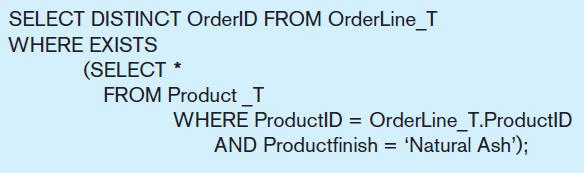 SELECT DISTINCT OrderID FROM OrderLine_T
WHERE EXISTS
(SELECT *
FROM Product _T
WHERE ProductID = OrderLine_T.ProductID
AND Productfinish = ‘Natural Ash’);